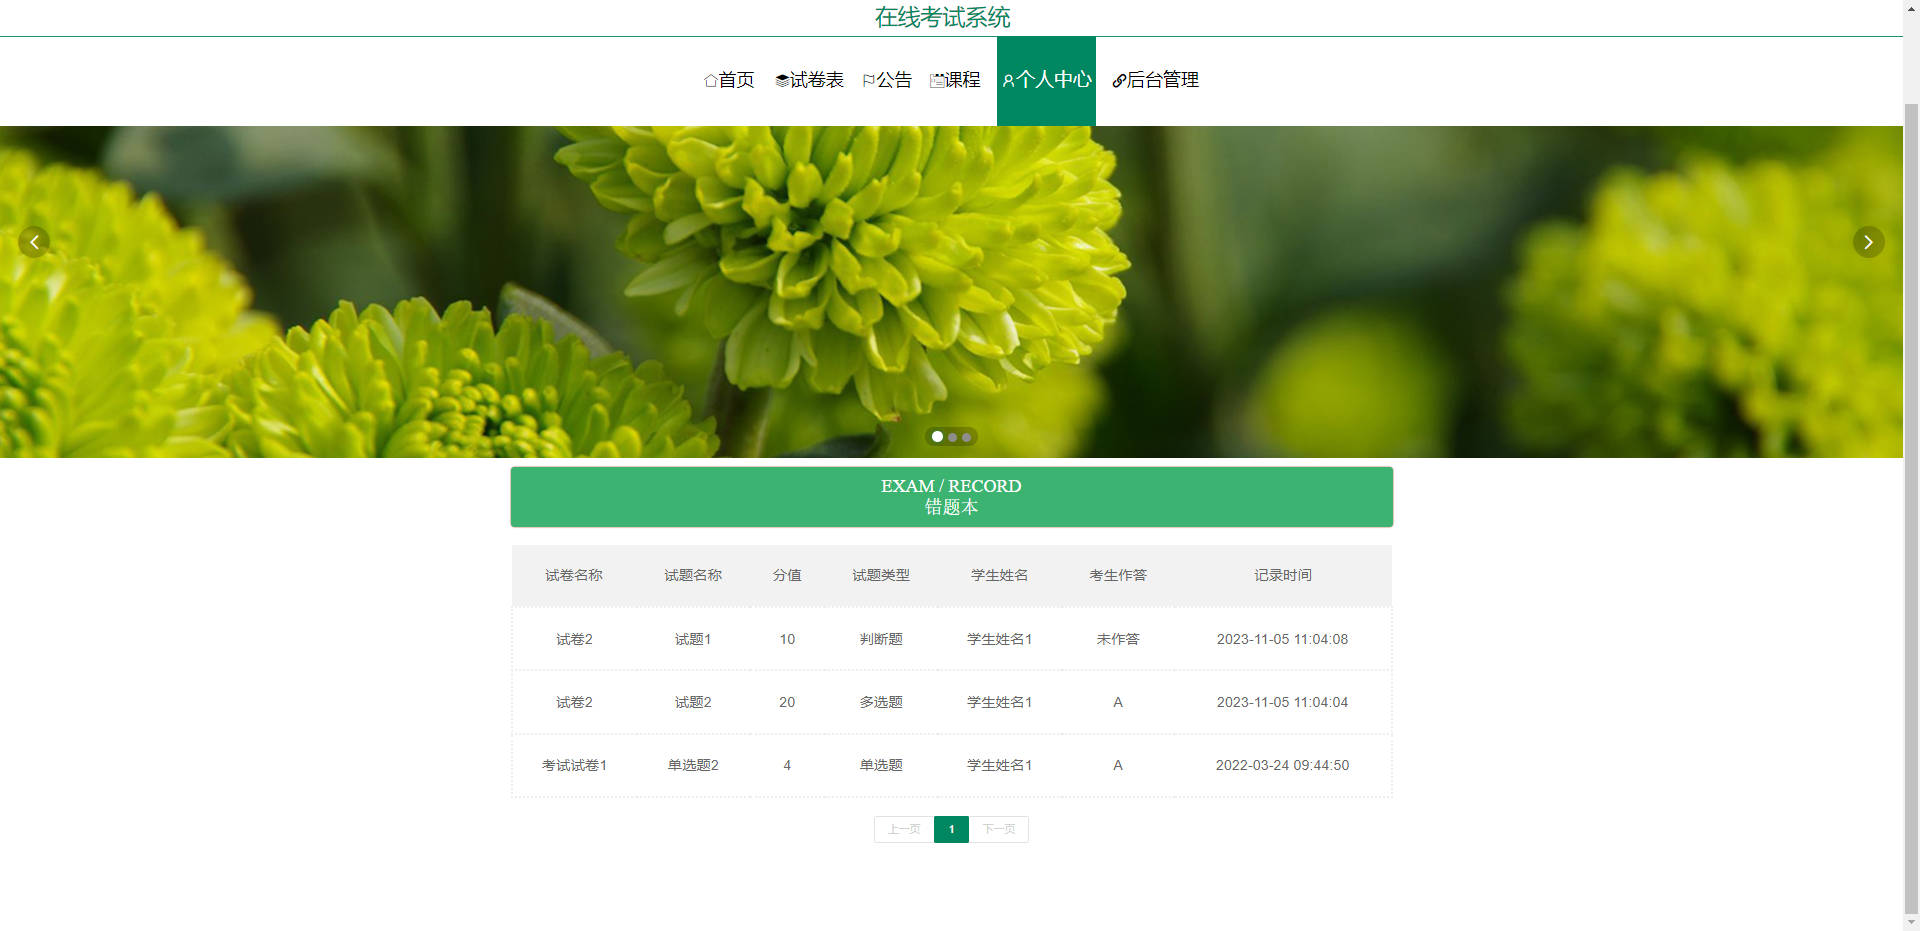 在线考试系统
首页 试卷表 公告 课程 个人中心 后台管理
EXAM / RECORD
错题本
试卷名称 试题名称 分值 试题类型 学生姓名 考生作答 记录时间
试卷2 试题1 10 判断题 学生姓名1 未作答 2023-11-05 11:04:08
试卷2 试题2 20 多选题 学生姓名1 A 2023-11-05 11:04:04
考试试卷1 单选题2 4 单选题 学生姓名1 A 2022-03-24 09:44:50
上一页 1 下一页